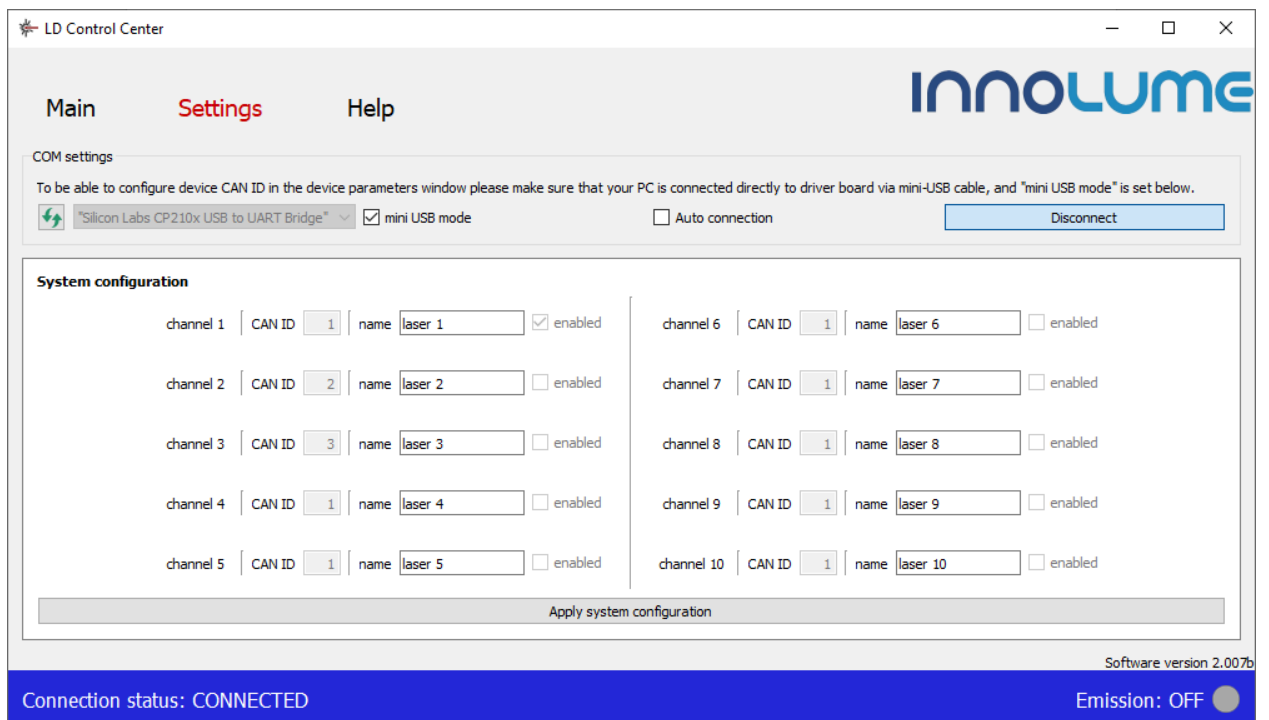 LD Control Center
INNOLUME
Main Settings Help
COM settings
To be able to configure device CAN ID in the device parameters window please make sure that your PC is connected directly to driver board via mini-USB cable, and "mini USB mode" is set below.
"Silicon Labs CP210x USB to UART Bridge" mini USB mode Auto connection Disconnect
System configuration
channel 1 CAN ID 1 name laser 1 enabled
channel 2 CAN ID 2 name laser 2 enabled
channel 3 CAN ID 3 name laser 3 enabled
channel 4 CAN ID 1 name laser 4 enabled
channel 5 CAN ID 1 name laser 5 enabled
channel 6 CAN ID 1 name laser 6 enabled
channel 7 CAN ID 1 name laser 7 enabled
channel 8 CAN ID 1 name laser 8 enabled
channel 9 CAN ID 1 name laser 9 enabled
channel 10 CAN ID 1 name laser 10 enabled
Apply system configuration
Software version 2.007b
Connection status: CONNECTED Emission: OFF